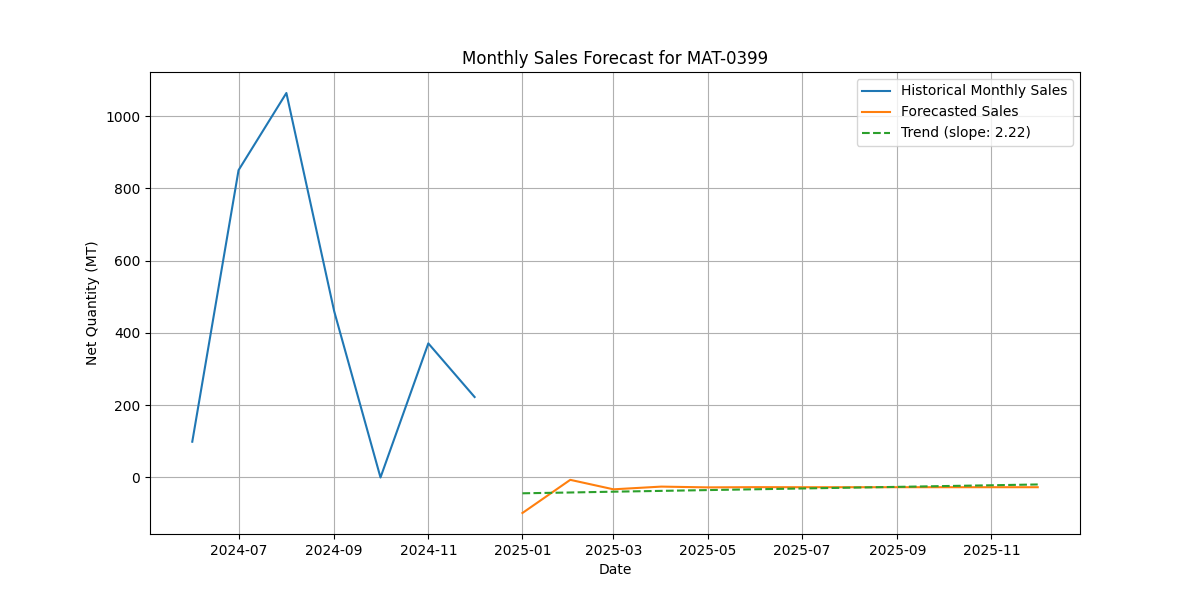 Monthly Sales Forecast for MAT-0399
Historical Monthly Sales
Forecasted Sales
Trend (slope: 2.22)
Net Quantity (MT)
1000
800
600
400
200
0
2024-07 2024-09 2024-11 2025-01 2025-03 2025-05 2025-07 2025-09 2025-11
Date